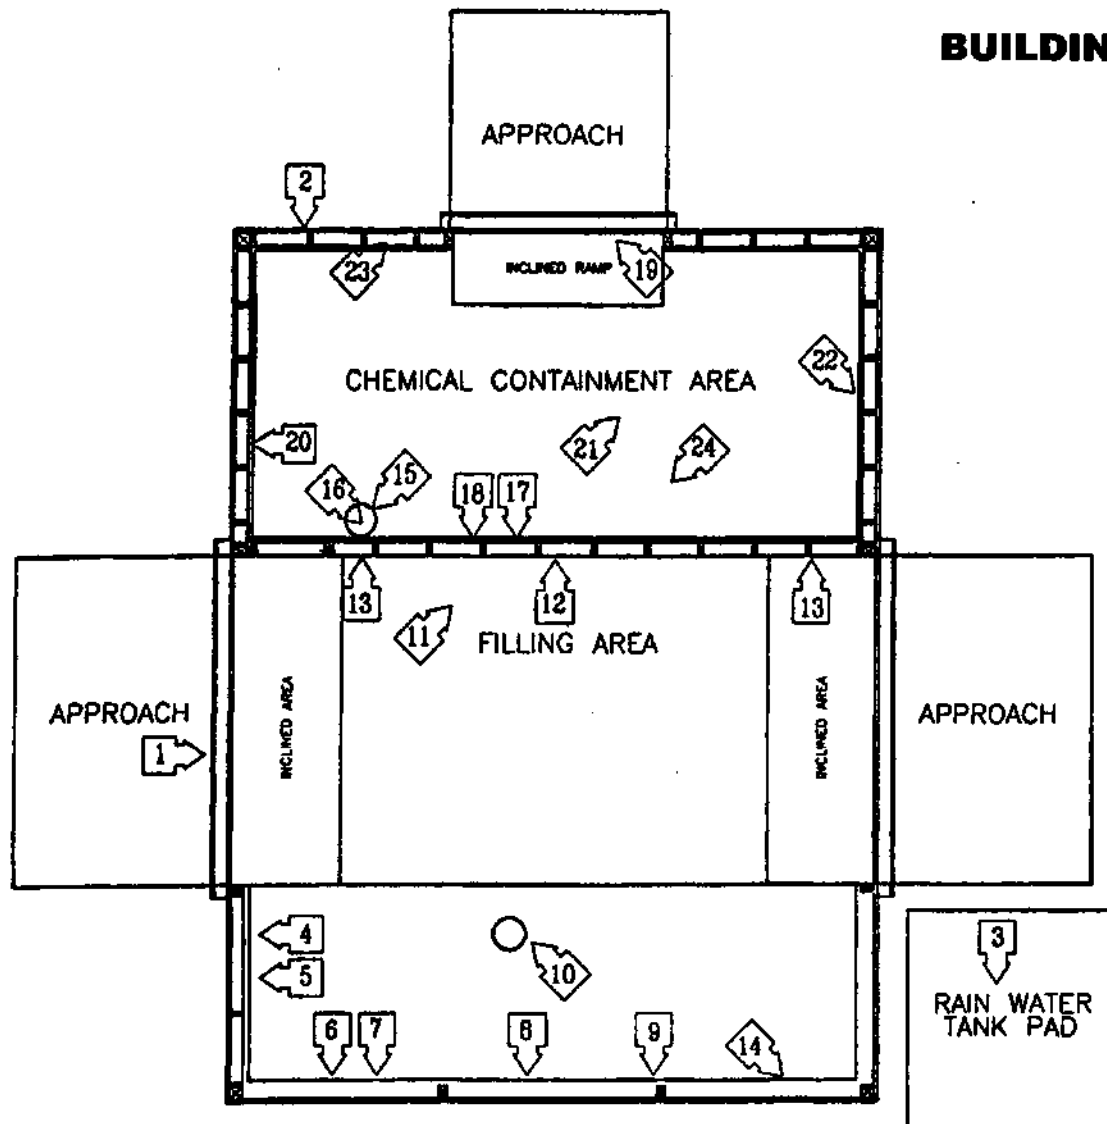 BUILDIN
APPROACH
2
23
INCLINED RAMP
19
22
CHEMICAL CONTAINMENT AREA
20
21
24
16
15
18
17
13
12
13
11
FILLING AREA
APPROACH
INCLINED AREA
INCLINED AREA
APPROACH
1
4
10
3
5
RAIN WATER
TANK PAD
6
7
8
9
14